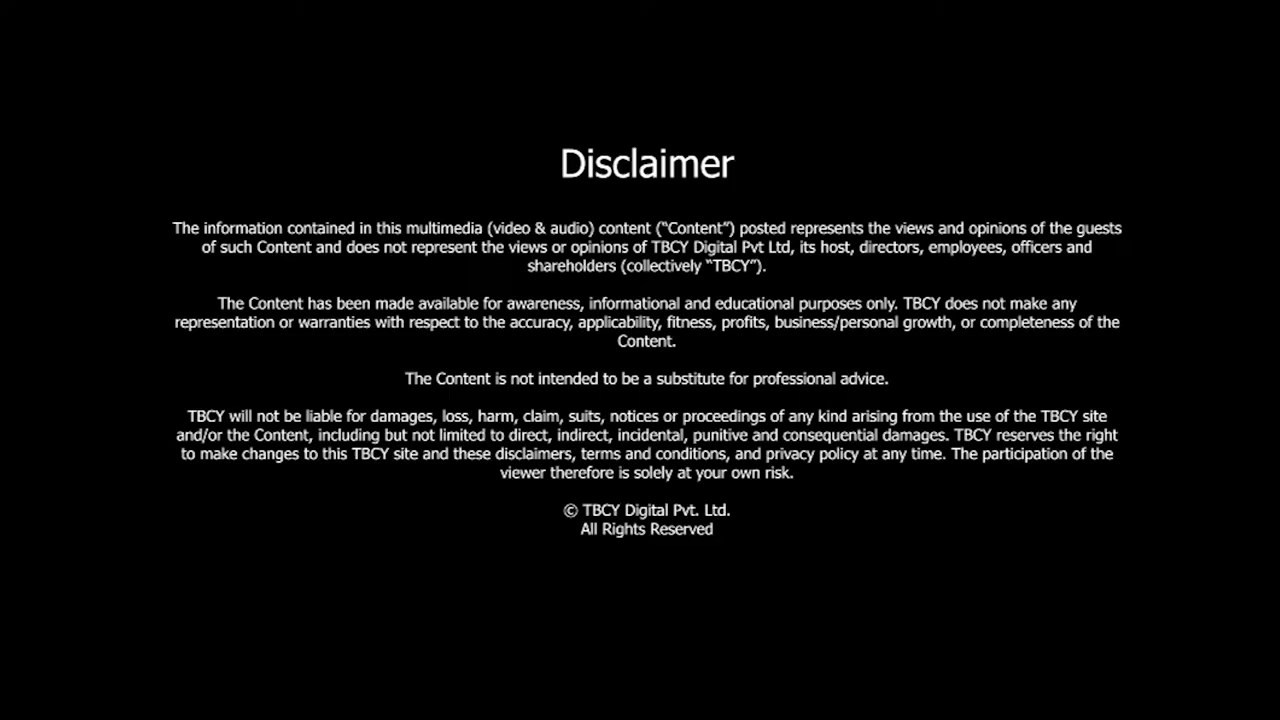 Disclaimer
The information contained in this multimedia (video & audio) content (“Content”) posted represents the views and opinions of the guests
of such Content and does not represent the views or opinions of TBCY Digital Pvt Ltd, its host, directors, employees, officers and
shareholders (collectively “TBCY”).
The Content has been made available for awareness, informational and educational purposes only. TBCY does not make any
representation or warranties with respect to the accuracy, applicability, fitness, profits, business/personal growth, or completeness of the
Content.
The Content is not intended to be a substitute for professional advice.
TBCY will not be liable for damages, loss, harm, claim, suits, notices or proceedings of any kind arising from the use of the TBCY site
and/or the Content, including but not limited to direct, indirect, incidental, punitive and consequential damages. TBCY reserves the right
to make changes to this TBCY site and these disclaimers, terms and conditions, and privacy policy at any time. The participation of the
viewer therefore is solely at your own risk.
© TBCY Digital Pvt. Ltd.
All Rights Reserved